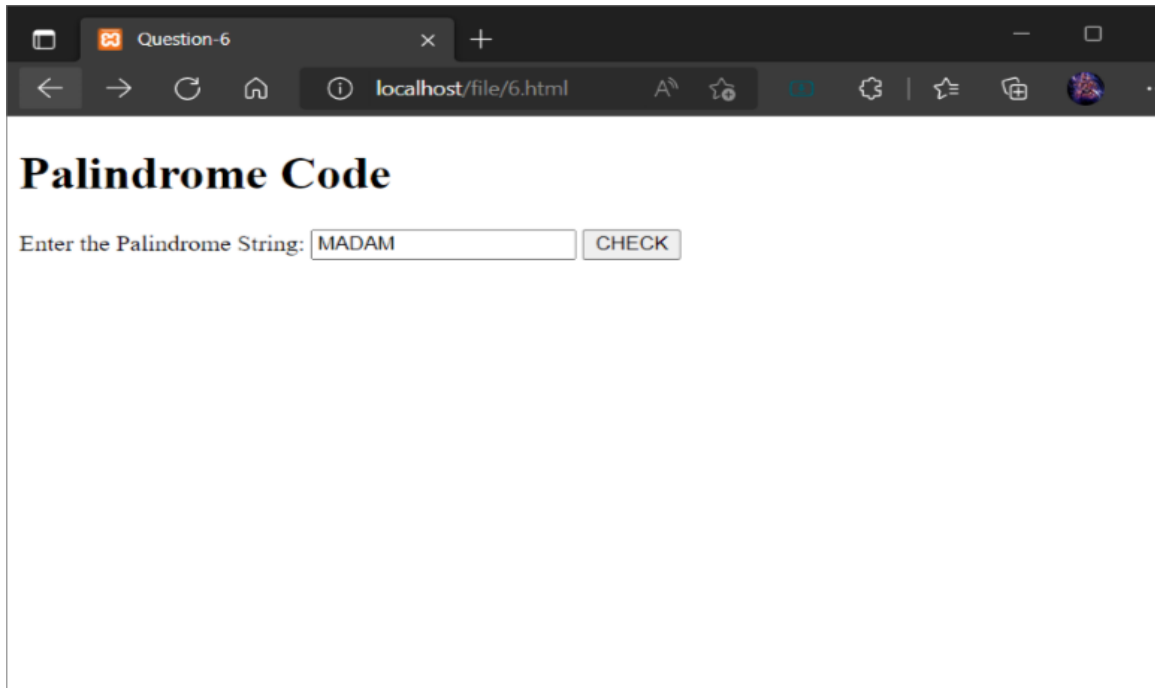 Question-6
localhost/file/6.html
Palindrome Code
Enter the Palindrome String: MADAM CHECK